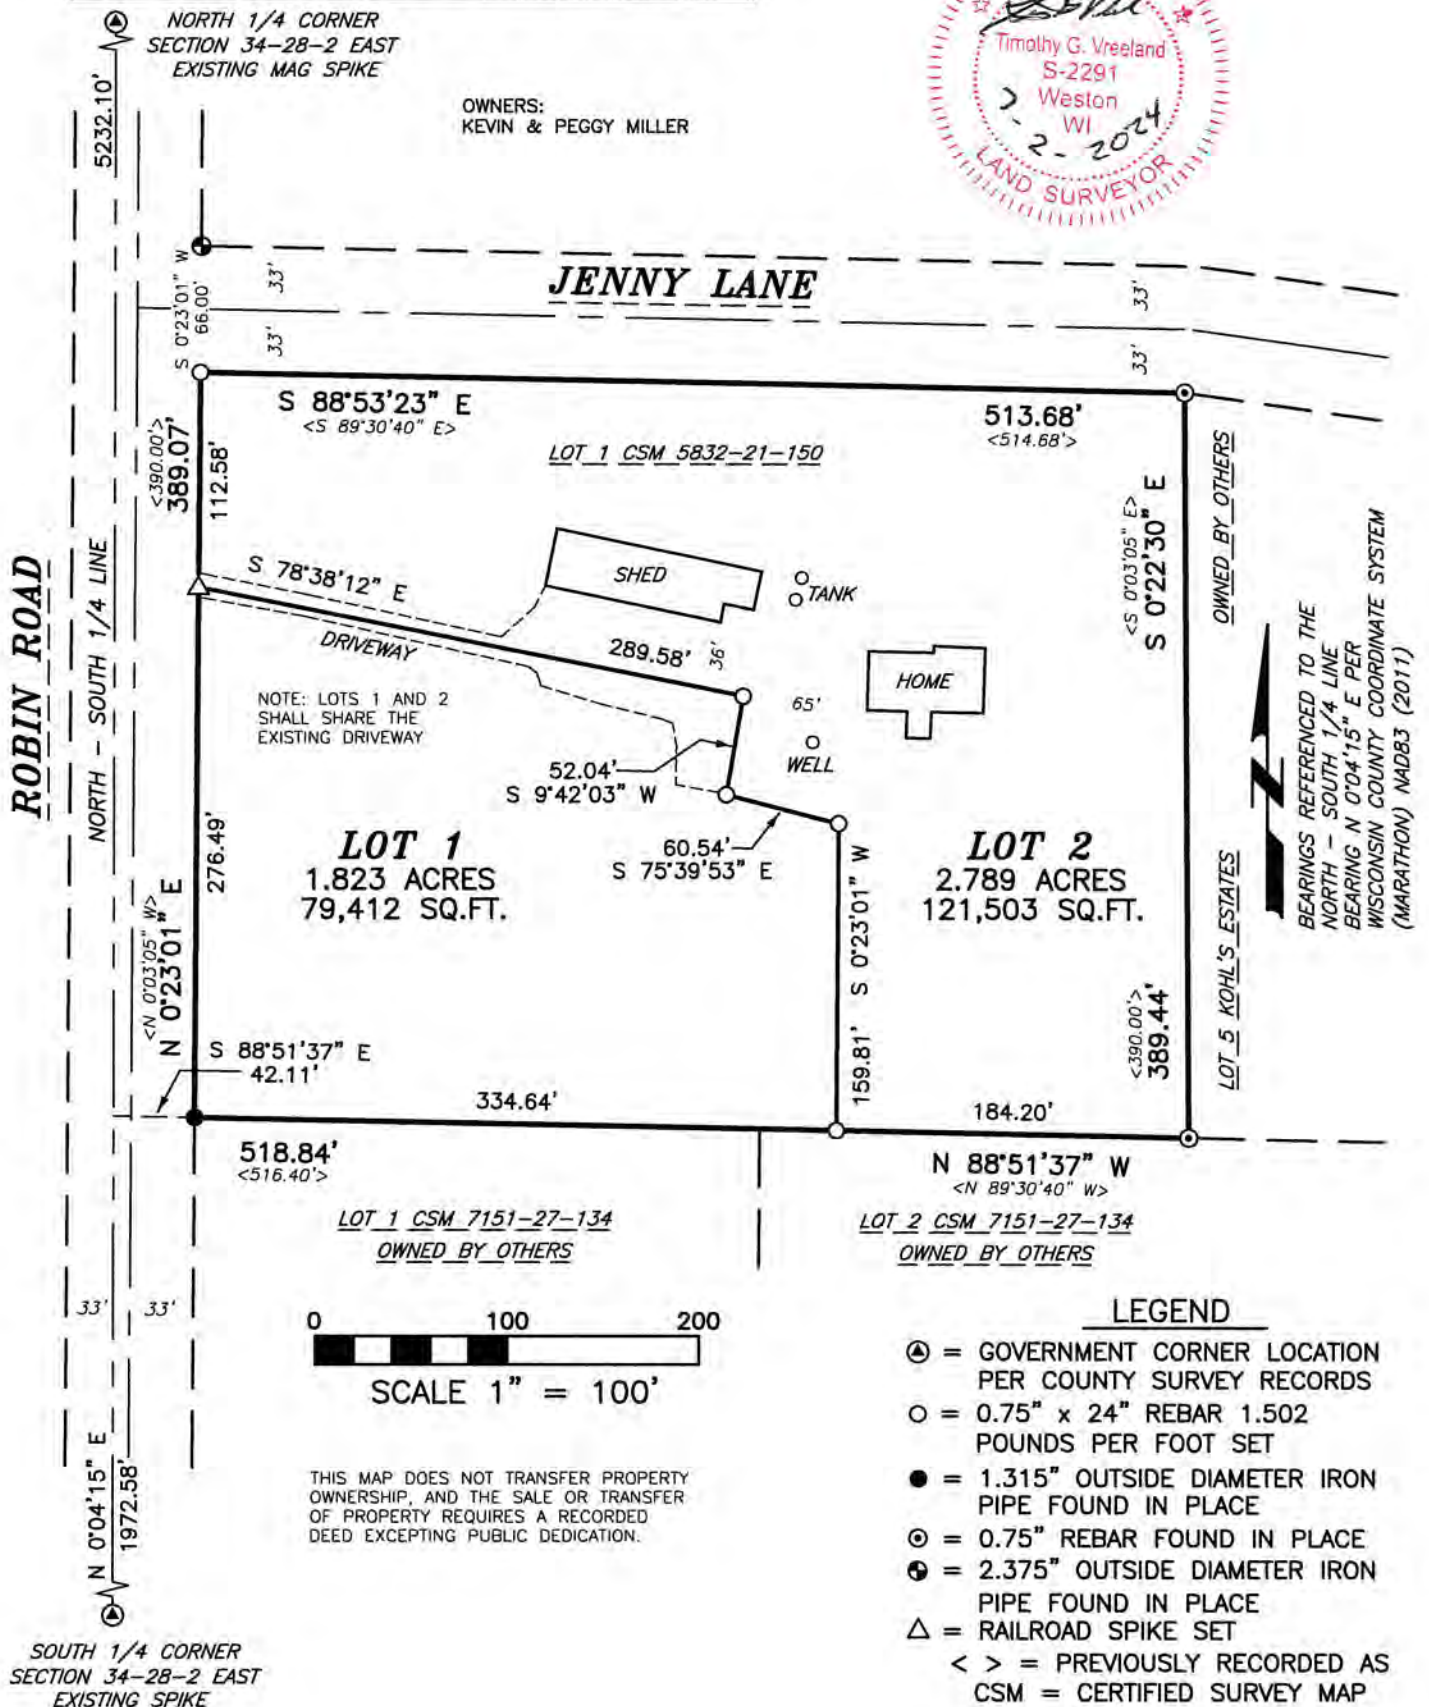 NORTH 1/4 CORNER
SECTION 34-28-2 EAST
EXISTING MAG SPIKE
5232.10'
OWNERS:
KEVIN & PEGGY MILLER
Timothy G. Vreeland
S-2291
Weston
WI
2-2024
LAND SURVEYOR
S 0°23'01" W
66.00'
33'
33'
JENNY LANE
33'
33'
S 88°53'23" E
<S 89°30'40" E>
513.68'
<514.68'>
LOT 1 CSM 5832-21-150
<390.00'>
389.07'
112.58'
ROBIN ROAD
NORTH - SOUTH 1/4 LINE
S 78°38'12" E
DRIVEWAY
289.58'
36'
SHED
TANK
HOME
65'
WELL
NOTE: LOTS 1 AND 2
SHALL SHARE THE
EXISTING DRIVEWAY
52.04'
S 9°42'03" W
60.54'
S 75°39'53" E
<S 0°03'05" E>
S 0°22'30" E
OWNED BY OTHERS
LOT 5 KOHL'S ESTATES
BEARINGS REFERENCED TO THE
NORTH - SOUTH 1/4 LINE
BEARING N 0°04'15" E PER
WISCONSIN COUNTY COORDINATE SYSTEM
(MARATHON) NAD83 (2011)
276.49'
<N 0°03'05" W>
N 0°23'01" E
LOT 1
1.823 ACRES
79,412 SQ.FT.
LOT 2
2.789 ACRES
121,503 SQ.FT.
159.81' S 0°23'01" W
<390.00'>
389.44'
S 88°51'37" E
42.11'
334.64'
184.20'
518.84'
<516.40'>
N 88°51'37" W
<N 89°30'40" W>
LOT 1 CSM 7151-27-134
OWNED BY OTHERS
LOT 2 CSM 7151-27-134
OWNED BY OTHERS
33'
33'
0 100 200
SCALE 1" = 100'
N 0°04'15" E
1972.58'
THIS MAP DOES NOT TRANSFER PROPERTY
OWNERSHIP, AND THE SALE OR TRANSFER
OF PROPERTY REQUIRES A RECORDED
DEED EXCEPTING PUBLIC DEDICATION.
SOUTH 1/4 CORNER
SECTION 34-28-2 EAST
EXISTING SPIKE
LEGEND
= GOVERNMENT CORNER LOCATION
PER COUNTY SURVEY RECORDS
= 0.75" x 24" REBAR 1.502
POUNDS PER FOOT SET
= 1.315" OUTSIDE DIAMETER IRON
PIPE FOUND IN PLACE
= 0.75" REBAR FOUND IN PLACE
= 2.375" OUTSIDE DIAMETER IRON
PIPE FOUND IN PLACE
= RAILROAD SPIKE SET
< > = PREVIOUSLY RECORDED AS
CSM = CERTIFIED SURVEY MAP